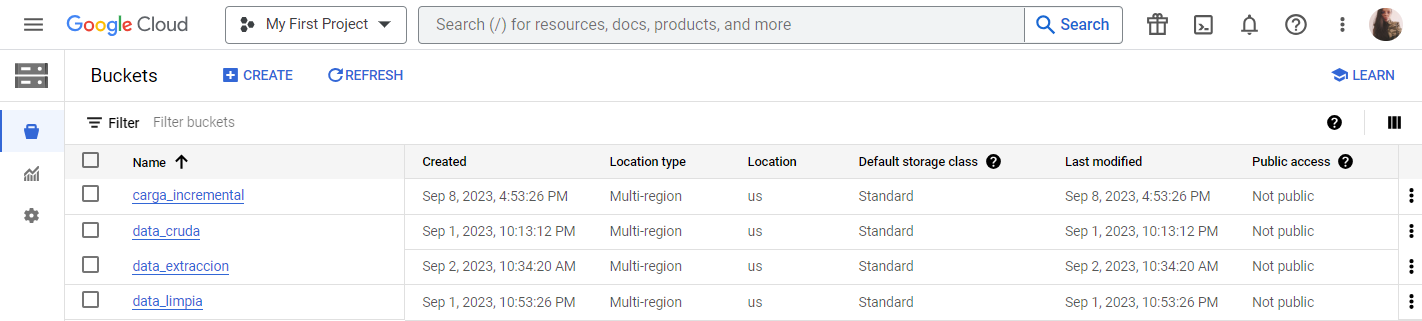 Google Cloud My First Project Search (/) for resources, docs, products, and more Search
Buckets CREATE REFRESH LEARN
Filter Filter buckets
Name Created Location type Location Default storage class Last modified Public access
carga_incremental Sep 8, 2023, 4:53:26 PM Multi-region us Standard Sep 8, 2023, 4:53:26 PM Not public
data_cruda Sep 1, 2023, 10:13:12 PM Multi-region us Standard Sep 1, 2023, 10:13:12 PM Not public
data_extraccion Sep 2, 2023, 10:34:20 AM Multi-region us Standard Sep 2, 2023, 10:34:20 AM Not public
data_limpia Sep 1, 2023, 10:53:26 PM Multi-region us Standard Sep 1, 2023, 10:53:26 PM Not public